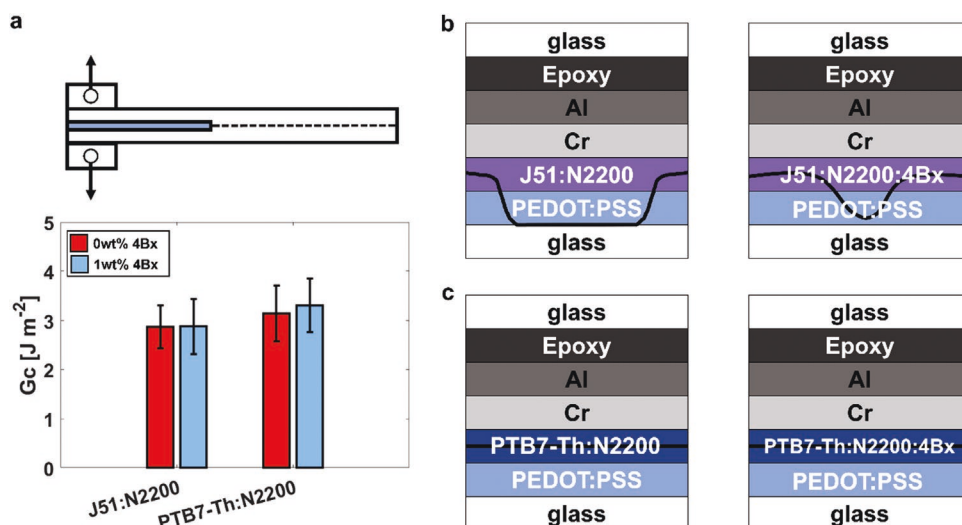 a
5
4
3
2
1
0
Gc [J m-2]
0wt% 4Bx
1wt% 4Bx
J51:N2200
PTB7-Th:N2200
b
glass
Epoxy
Al
Cr
J51:N2200
PEDOT:PSS
glass
glass
Epoxy
Al
Cr
J51:N2200:4Bx
PEDOT:PSS
glass
c
glass
Epoxy
Al
Cr
PTB7-Th:N2200
PEDOT:PSS
glass
glass
Epoxy
Al
Cr
PTB7-Th:N2200:4Bx
PEDOT:PSS
glass